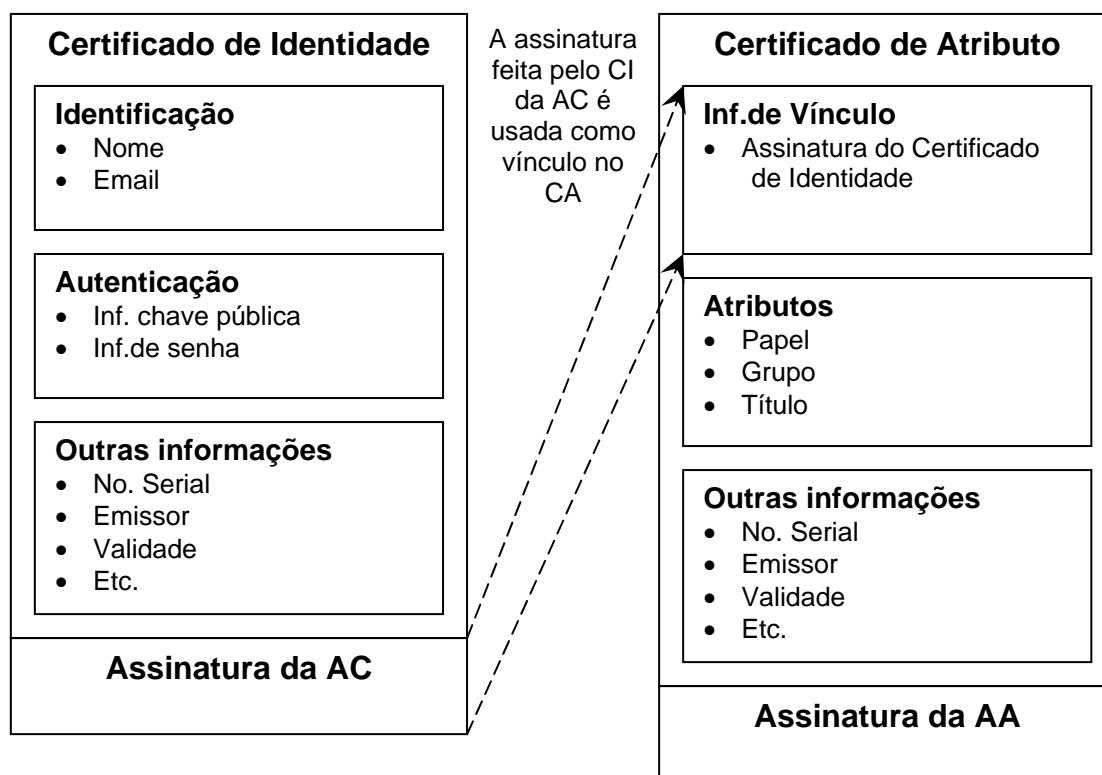 Certificado de Identidade
Identificação
• Nome
• Email
Autenticação
• Inf. chave pública
• Inf.de senha
Outras informações
• No. Serial
• Emissor
• Validade
• Etc.
Assinatura da AC
A assinatura
feita pelo CI
da AC é
usada como
vínculo no
CA
Certificado de Atributo
Inf.de Vínculo
• Assinatura do Certificado
de Identidade
Atributos
• Papel
• Grupo
• Título
Outras informações
• No. Serial
• Emissor
• Validade
• Etc.
Assinatura da AA